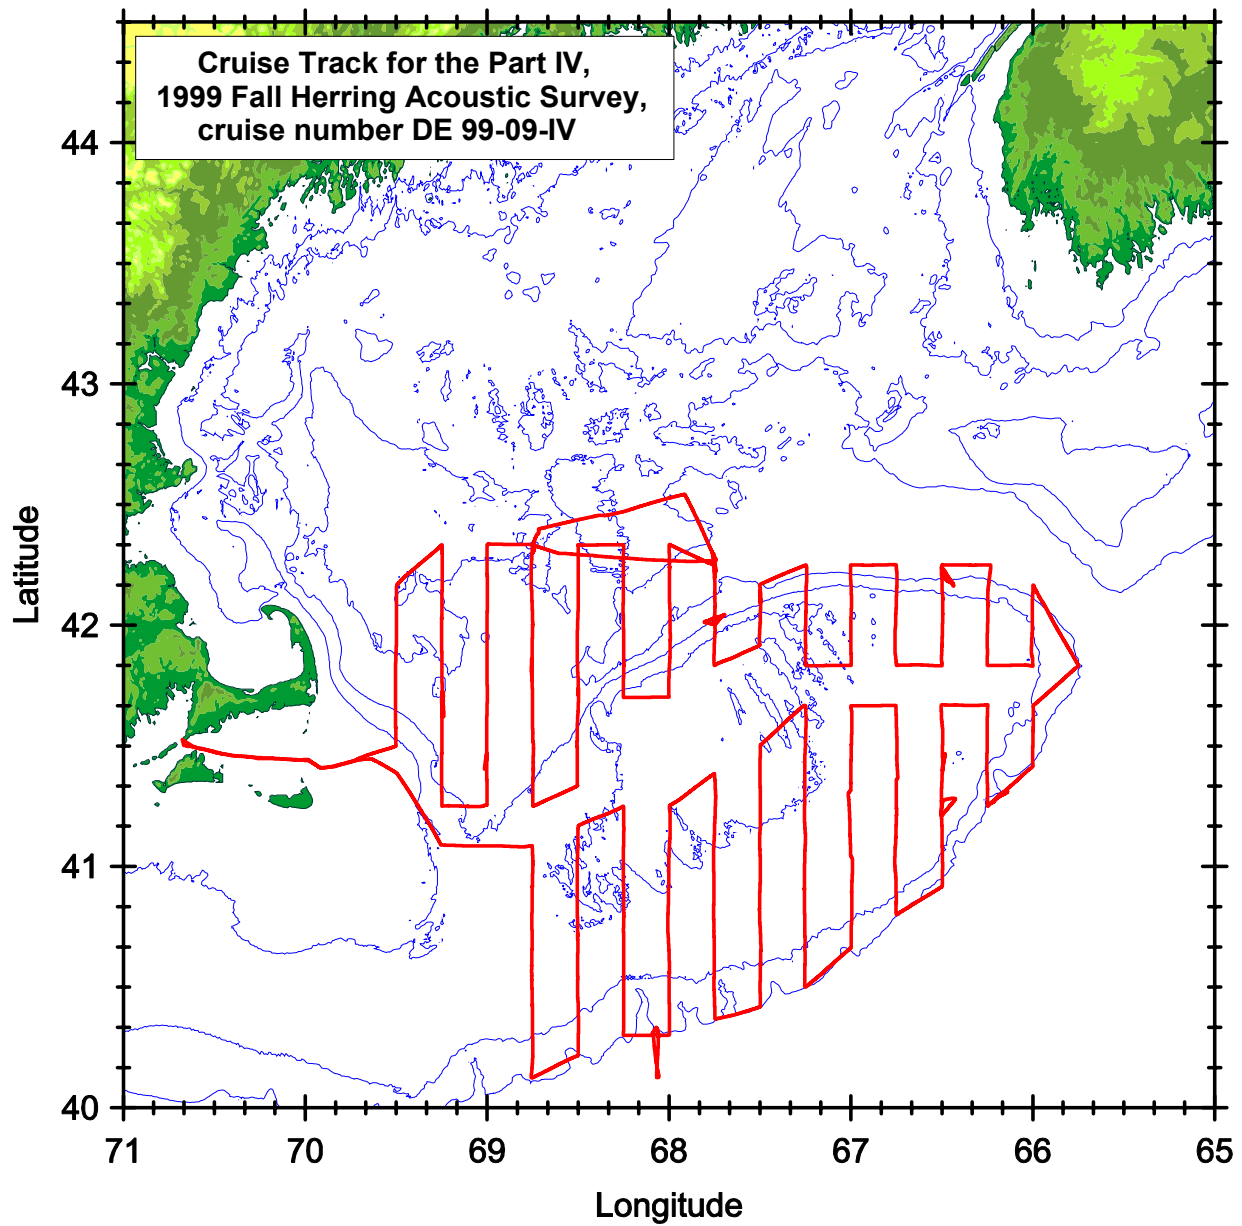 Cruise Track for the Part IV,
1999 Fall Herring Acoustic Survey,
cruise number DE 99-09-IV
44
43
42
41
40
Latitude
71 70 69 68 67 66 65
Longitude